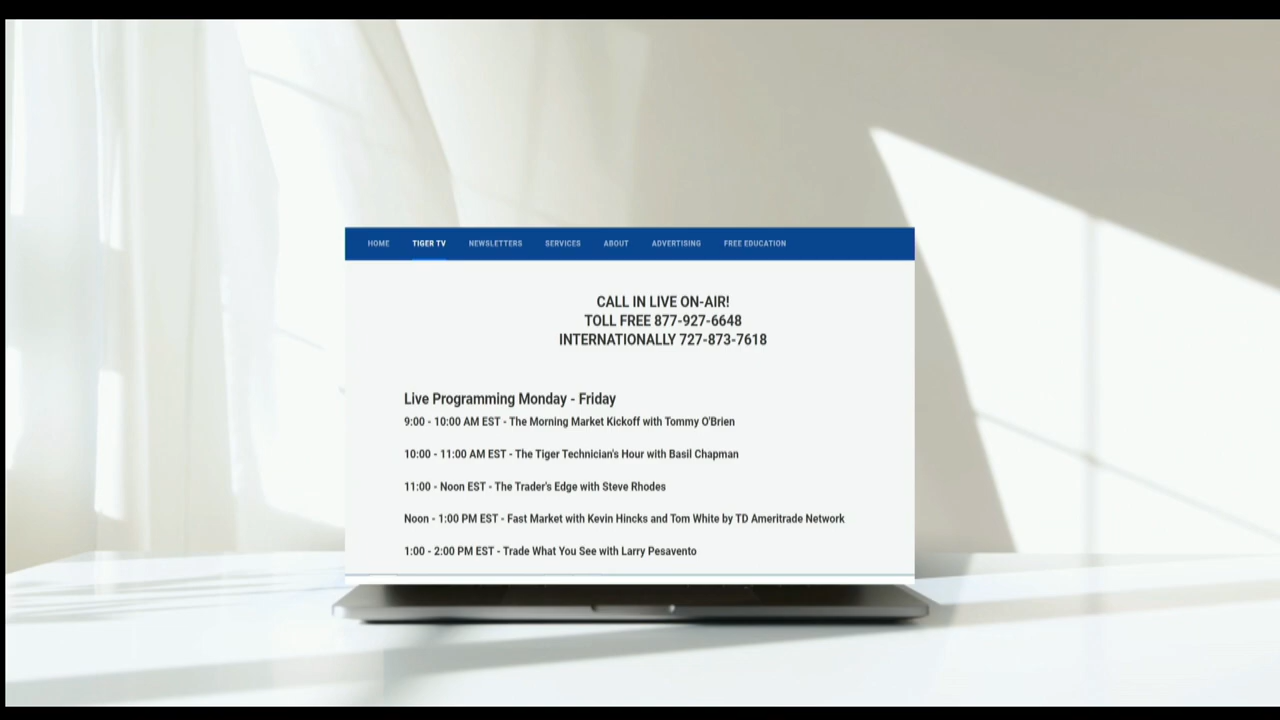 HOME TIGER TV NEWSLETTERS SERVICES ABOUT ADVERTISING FREE EDUCATION
CALL IN LIVE ON-AIR!
TOLL FREE 877-927-6648
INTERNATIONALLY 727-873-7618
Live Programming Monday - Friday
9:00 - 10:00 AM EST - The Morning Market Kickoff with Tommy O'Brien
10:00 - 11:00 AM EST - The Tiger Technician's Hour with Basil Chapman
11:00 - Noon EST - The Trader's Edge with Steve Rhodes
Noon - 1:00 PM EST - Fast Market with Kevin Hincks and Tom White by TD Ameritrade Network
1:00 - 2:00 PM EST - Trade What You See with Larry Pesavento